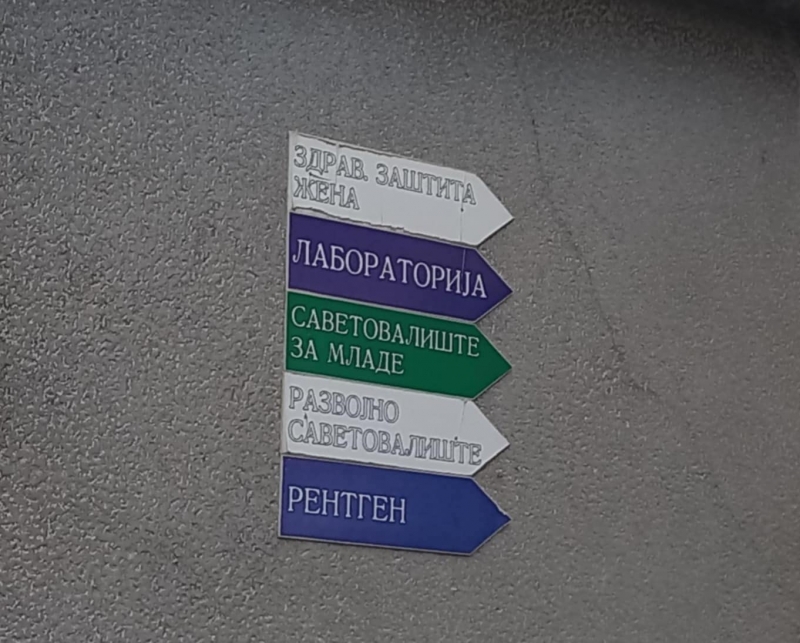 ЗДРАВ. ЗАШТИТА
ЖЕНА
ЛАБОРАТОРИЈА
САВЕТОВАЛИШТЕ
ЗА МЛАДЕ
РАЗВОЈНО
САВЕТОВАЛИШТЕ
РЕНТГЕН